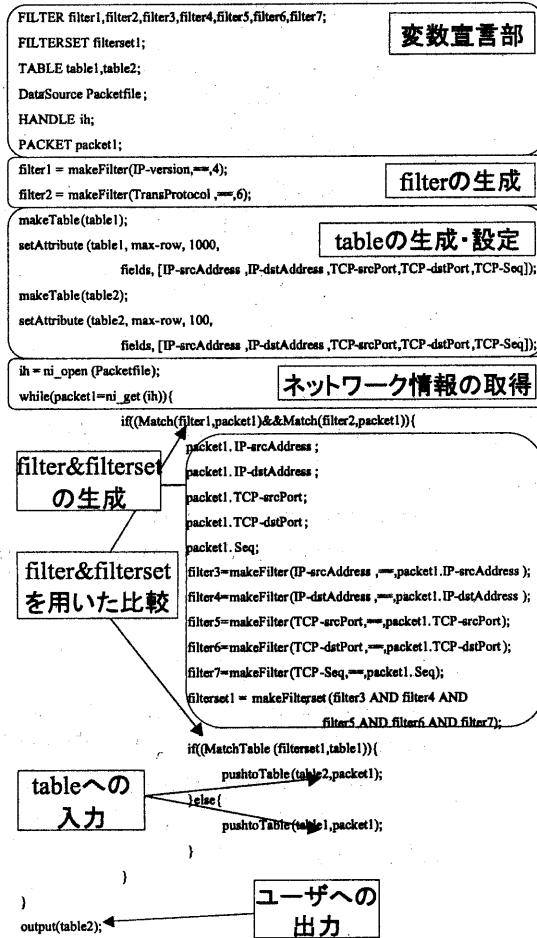 FILTER filter1,filter2,filter3,filter4,filter5,filter6,filter7;
変数宣言部
FILTERSET filterset1;
TABLE table1,table2;
DataSource Packetfile;
HANDLE ih;
PACKET packet1;
filter1 = makeFilter(IP-version,==,4);
filterの生成
filter2 = makeFilter(TransProtocol ,==,6);
makeTable(table1);
tableの生成・設定
setAttribute (table1, max-row, 1000,
fields, [IP-srcAddress ,IP-dstAddress ,TCP-srcPort,TCP-dstPort,TCP-Seq]);
makeTable(table2);
setAttribute (table2, max-row, 100,
fields, [IP-srcAddress ,IP-dstAddress ,TCP-srcPort,TCP-dstPort,TCP-Seq]);
ih = ni_open (Packetfile);
ネットワーク情報の取得
while(packet1=ni_get (ih)){
if((Match(filter1,packet1)&&Match(filter2,packet1)){
filter&filterset
の生成
packet1.IP-srcAddress ;
packet1.IP-dstAddress ;
packet1.TCP-srcPort;
packet1.TCP-dstPort;
packet1.Seq;
filter&filterset
を用いた比較
filter3=makeFilter(IP-srcAddress ,==,packet1.IP-srcAddress );
filter4=makeFilter(IP-dstAddress ,==,packet1.IP-dstAddress );
filter5=makeFilter(TCP-srcPort,==,packet1.TCP-srcPort);
filter6=makeFilter(TCP-dstPort,==,packet1.TCP-dstPort);
filter7=makeFilter(TCP-Seq,==,packet1.Seq);
filterset1 = makeFilterset (filter3 AND filter4 AND
filter5 AND filter6 AND filter7);
if((MatchTable (filterset1,table1)){
tableへの
入力
pushtoTable(table2,packet1);
}else{
pushtoTable(table1,packet1);
}
}
}
ユーザへの
出力
output(table2);